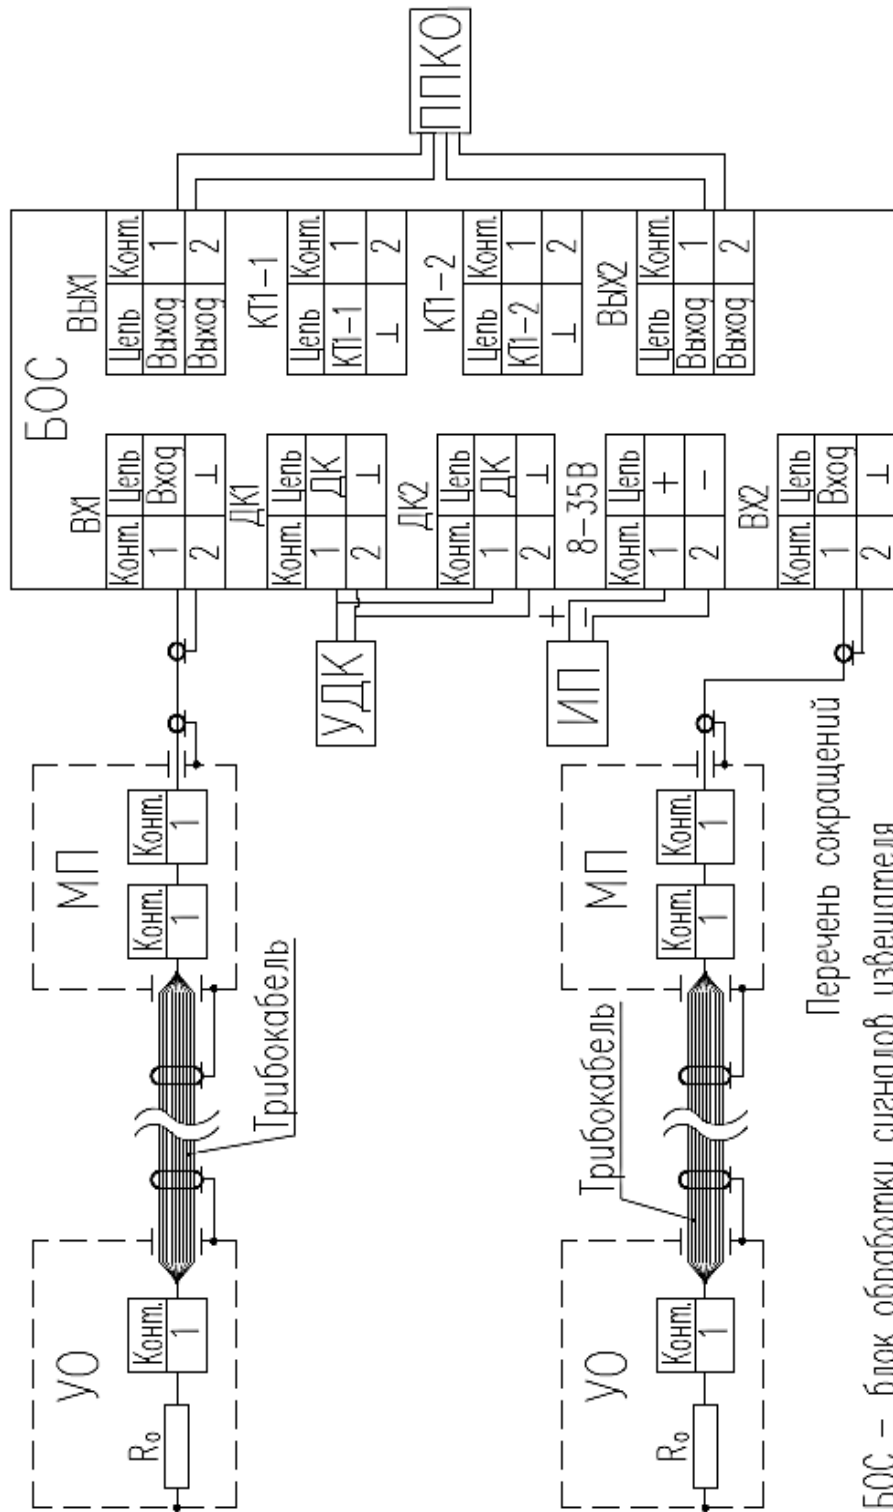 БОС
ППКО
ВХ1
Конт. Цепь
1 Вход
2 ⊥
ДК1
Конт. Цепь
1 ДК
2 ⊥
ДК2
Конт. Цепь
1 ДК
2 ⊥
8-35В
Конт. Цепь
1 +
2 -
ВХ2
Конт. Цепь
1 Вход
2 ⊥
ВЫХ1
Цепь Конт.
Выход 1
Выход 2
КТ1-1
Цепь Конт.
КТ1-1 1
⊥ 2
КТ1-2
Цепь Конт.
КТ1-2 1
⊥ 2
ВЫХ2
Цепь Конт.
Выход 1
Выход 2
УДК
ИП
+
-
МП
Конт.
1
Конт.
1
Трибокабель
УО
Конт.
1
R₀
МП
Конт.
1
Конт.
1
Трибокабель
УО
Конт.
1
R₀
Перечень сокращений
БОС - блок обработки сигналов извещателя